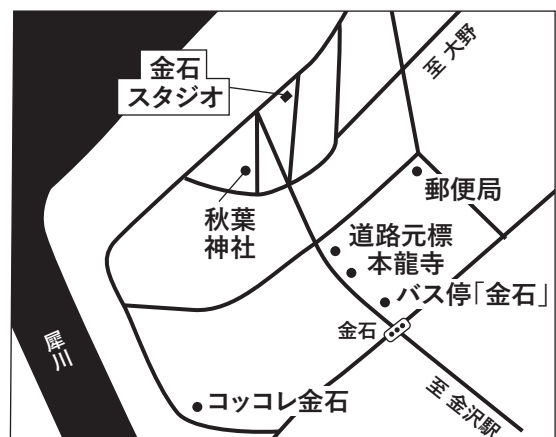 金石
スタジオ
至 大野
郵便局
秋葉
神社
道路元標
本龍寺
バス停「金石」
金石
犀川
コッコレ金石
至 金沢駅